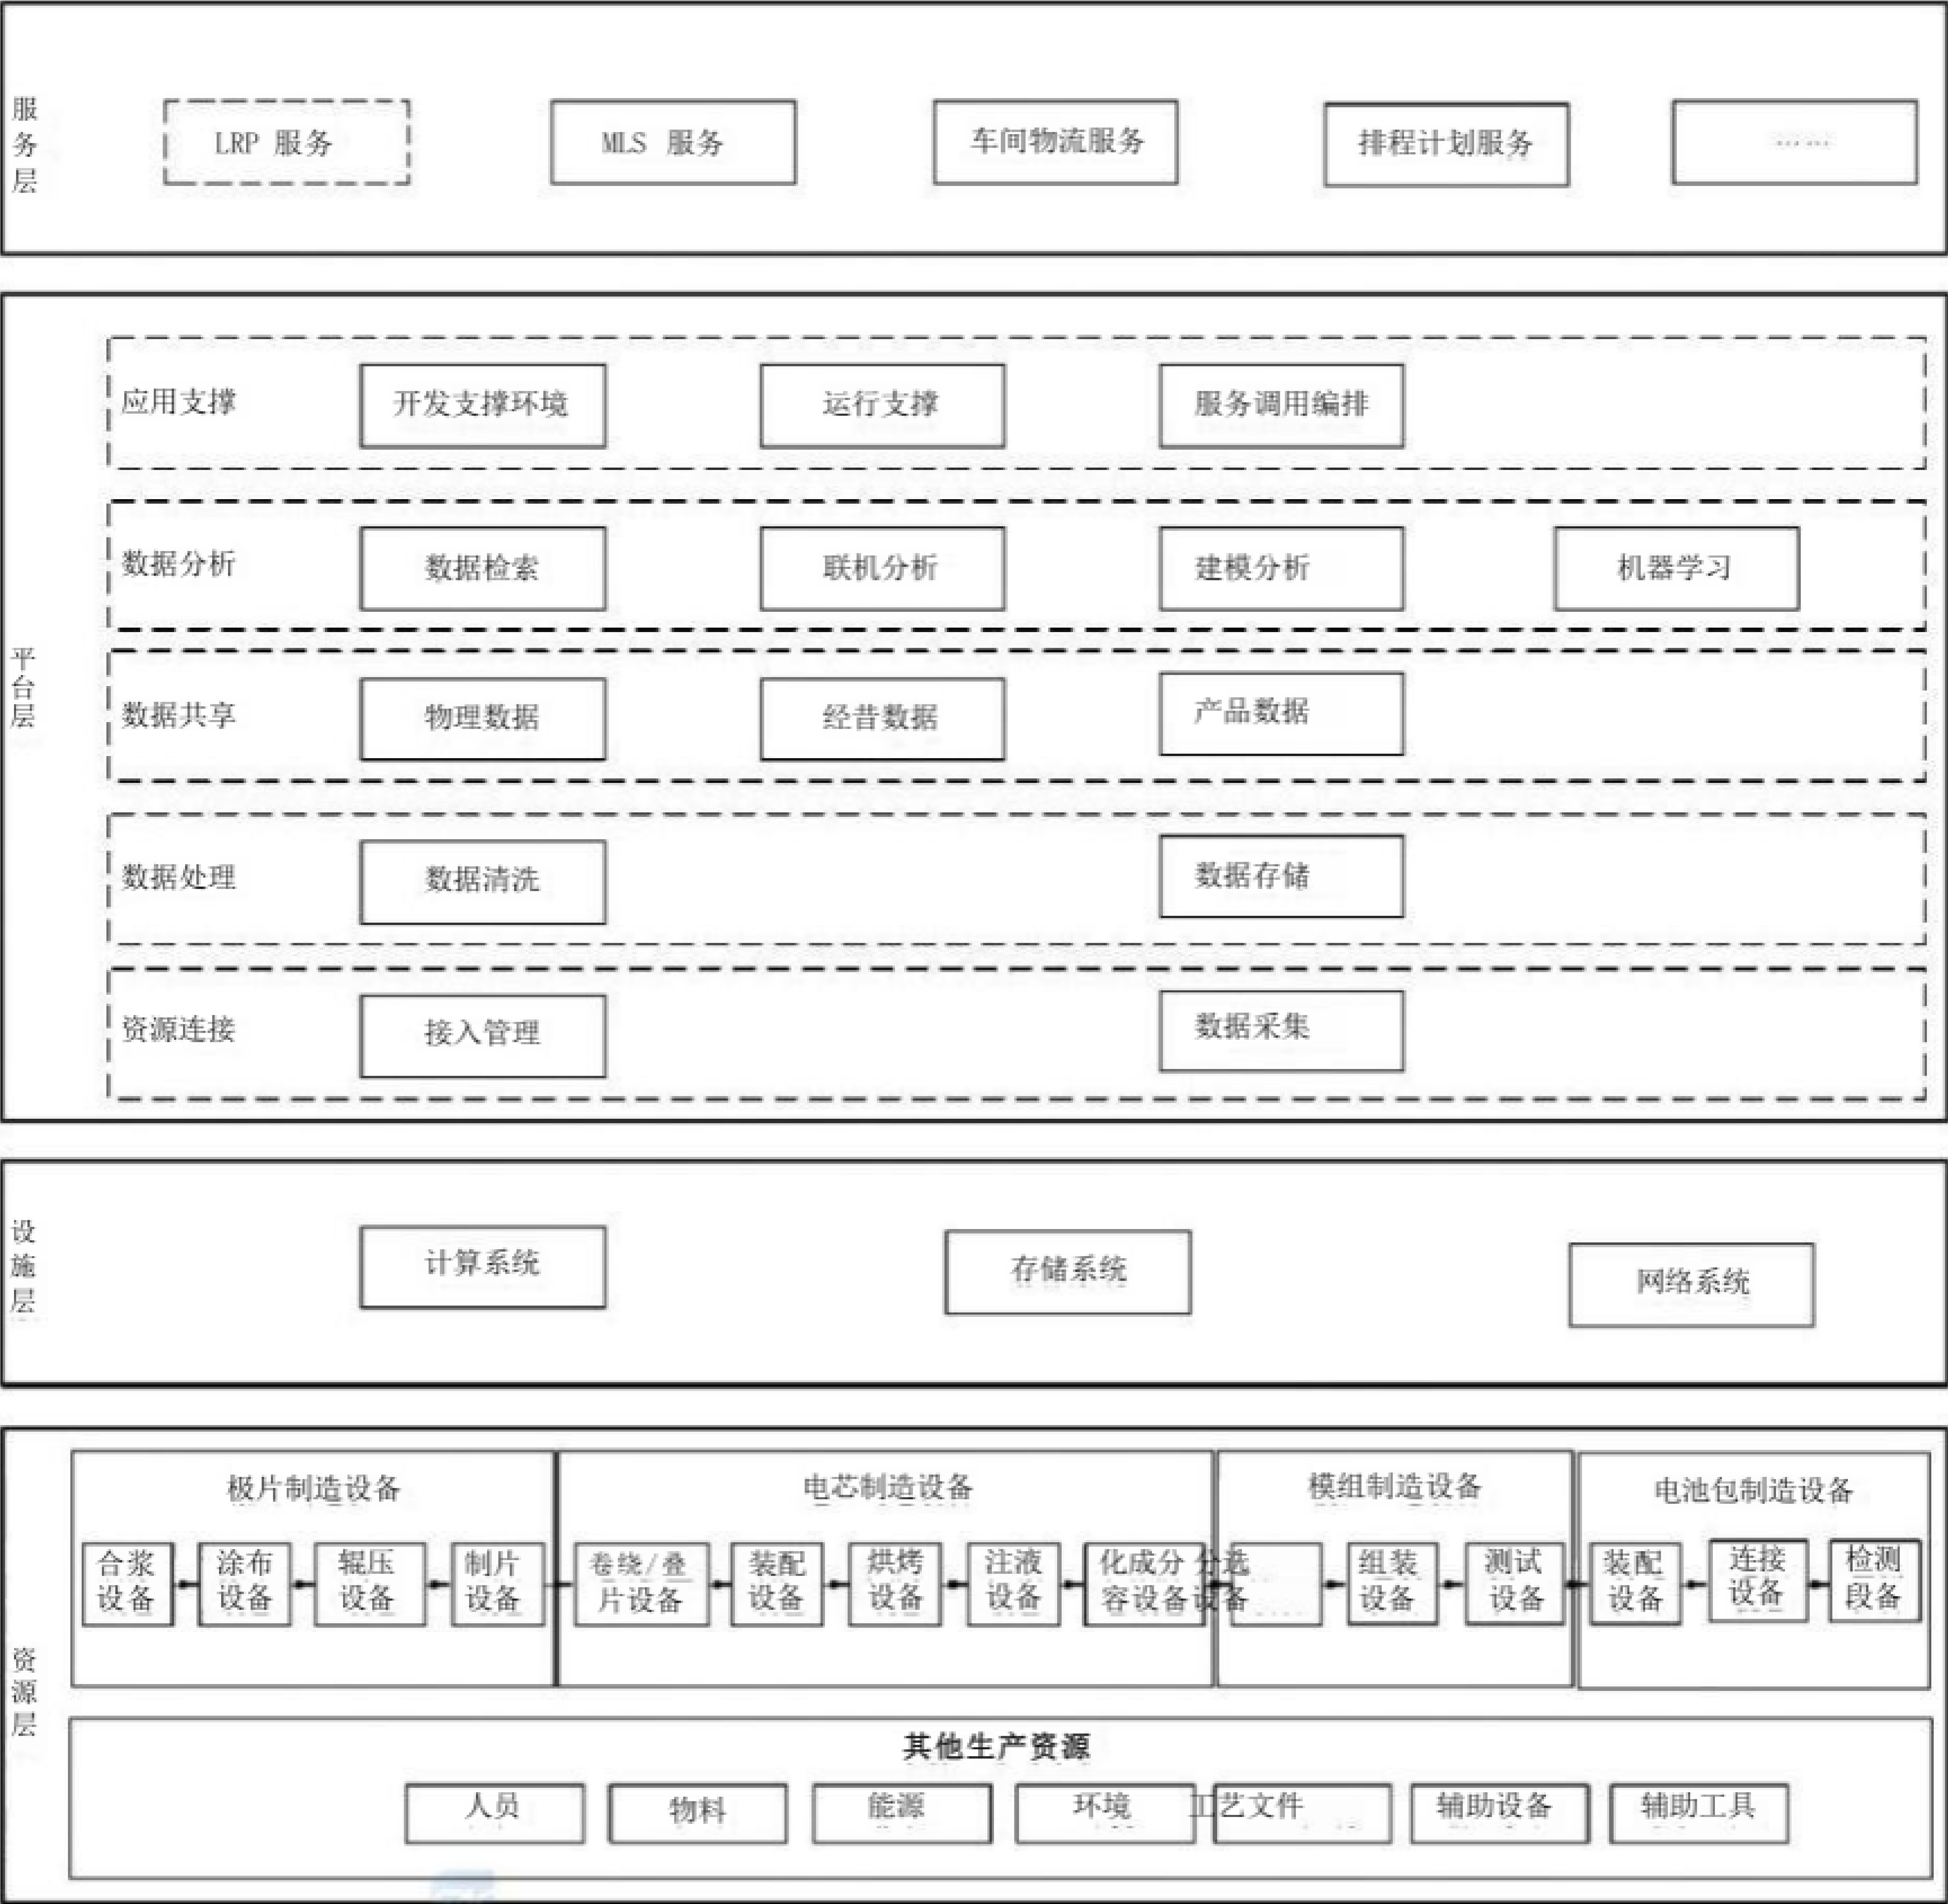 服务层
LRP 服务
MLS 服务
车间物流服务
排程计划服务
……
平台层
应用支撑
开发支撑环境
运行支撑
服务调用编排
数据分析
数据检索
联机分析
建模分析
机器学习
数据共享
物理数据
经昔数据
产品数据
数据处理
数据清洗
数据存储
资源连接
接入管理
数据采集
设施层
计算系统
存储系统
网络系统
资源层
极片制造设备
合浆
设备
涂布
设备
辊压
设备
制片
设备
电芯制造设备
卷绕/叠
片设备
装配
设备
烘烤
设备
注液
设备
化成分
容设备
模组制造设备
分选
设备
组装
设备
测试
设备
电池包制造设备
装配
设备
连接
设备
检测
段备
其他生产资源
人员
物料
能源
环境
工艺文件
辅助设备
辅助工具